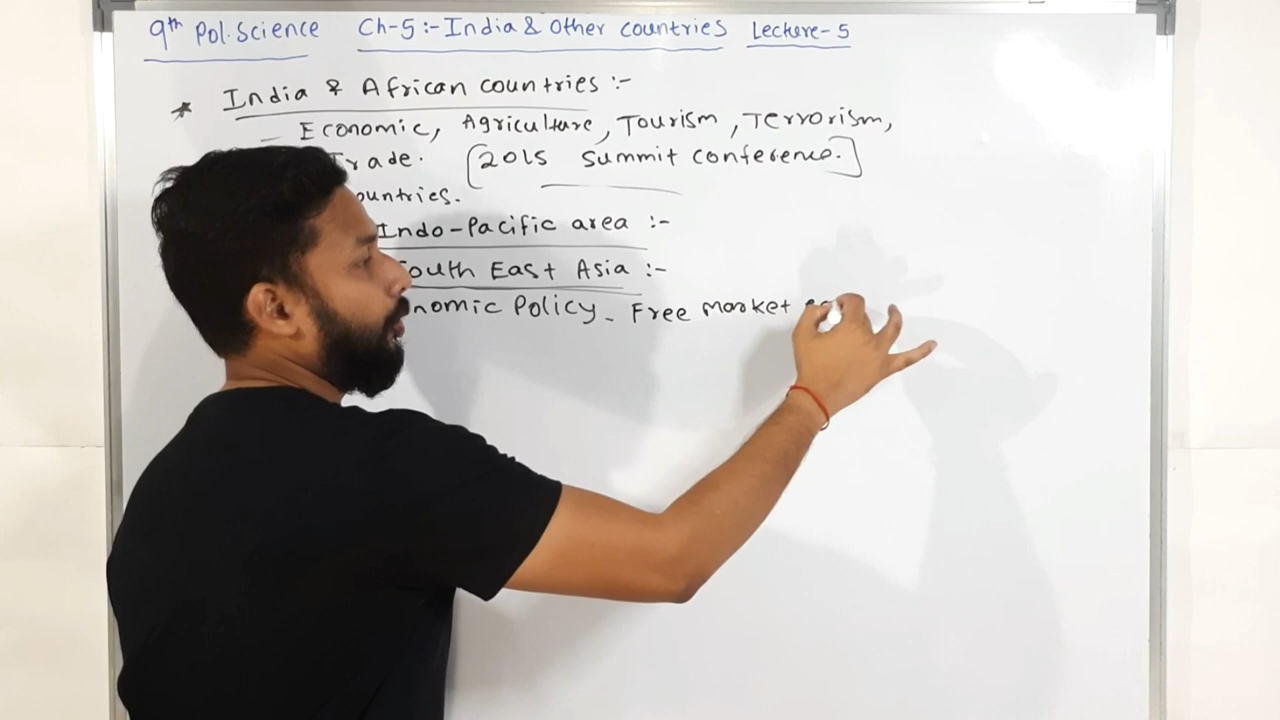 9th Pol. Science Ch-5:- India & Other countries Lecture-5
* India & African countries :-
- Economic, Agriculture, Tourism, Terrorism,
Trade. [2015 Summit conference.]
ountries.
Indo-Pacific area :-
South East Asia :-
nomic Policy - Free market